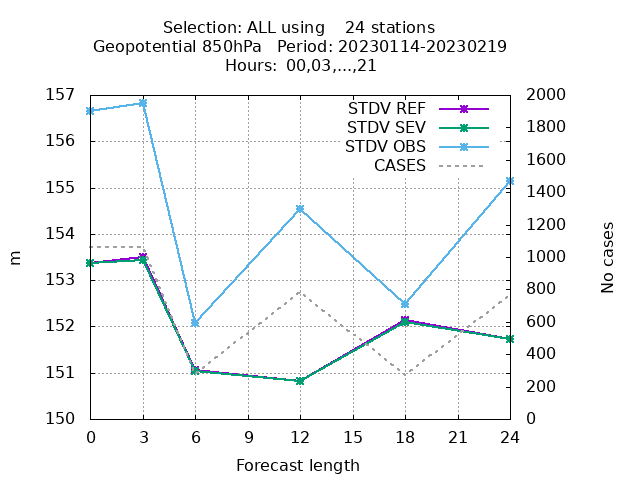 Selection: ALL using    24 stations
Geopotential 850hPa   Period: 20230114-20230219
Hours: 00,03,...,21
STDV REF
STDV SEV
STDV OBS
CASES
157
156
155
154
153
152
151
150
m
2000
1800
1600
1400
1200
1000
800
600
400
200
0
No cases
0 3 6 9 12 15 18 21 24
Forecast length